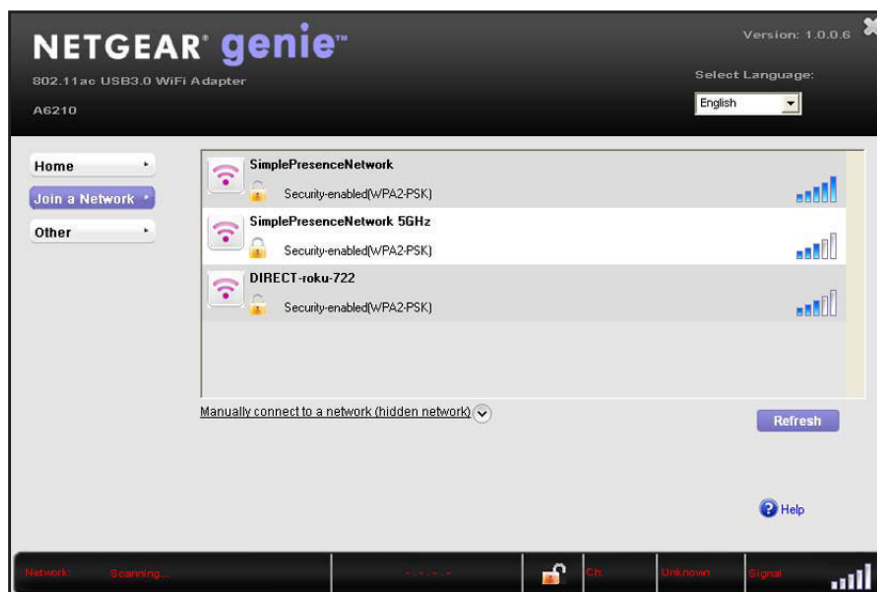 NETGEAR® genie™
Version: 1.0.0.6
802.11ac USB3.0 WiFi Adapter
Select Language:
A6210
English
Home
Join a Network
Other
SimplePresenceNetwork
Security-enabled(WPA2-PSK)
SimplePresenceNetwork 5GHz
Security-enabled(WPA2-PSK)
DIRECT-roku-722
Security-enabled(WPA2-PSK)
Manually connect to a network (hidden network)
Refresh
Help
Network: Scanning... -.-.-.- Ch: Unknown Signal